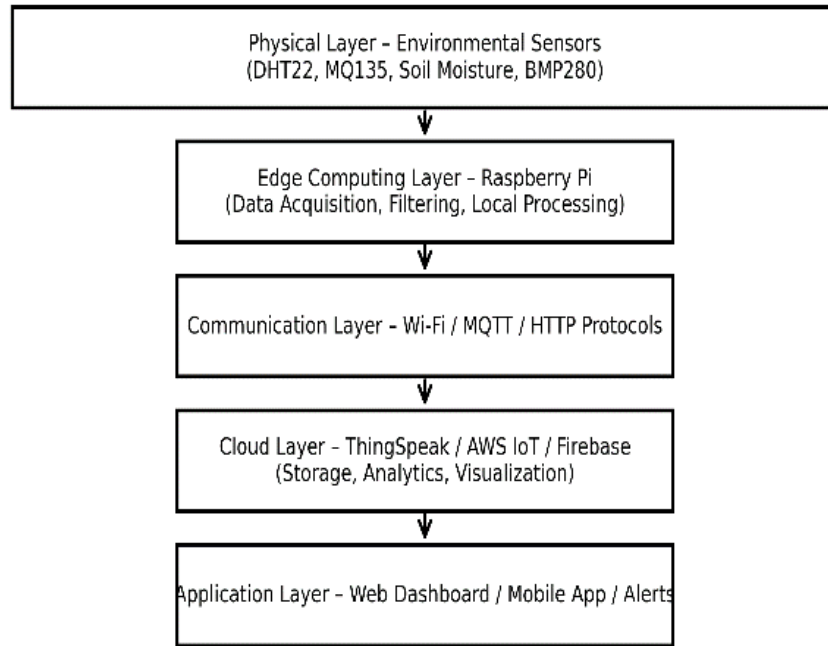 Physical Layer – Environmental Sensors
(DHT22, MQ135, Soil Moisture, BMP280)
Edge Computing Layer – Raspberry Pi
(Data Acquisition, Filtering, Local Processing)
Communication Layer – Wi-Fi / MQTT / HTTP Protocols
Cloud Layer – ThingSpeak / AWS IoT / Firebase
(Storage, Analytics, Visualization)
Application Layer – Web Dashboard / Mobile App / Alerts